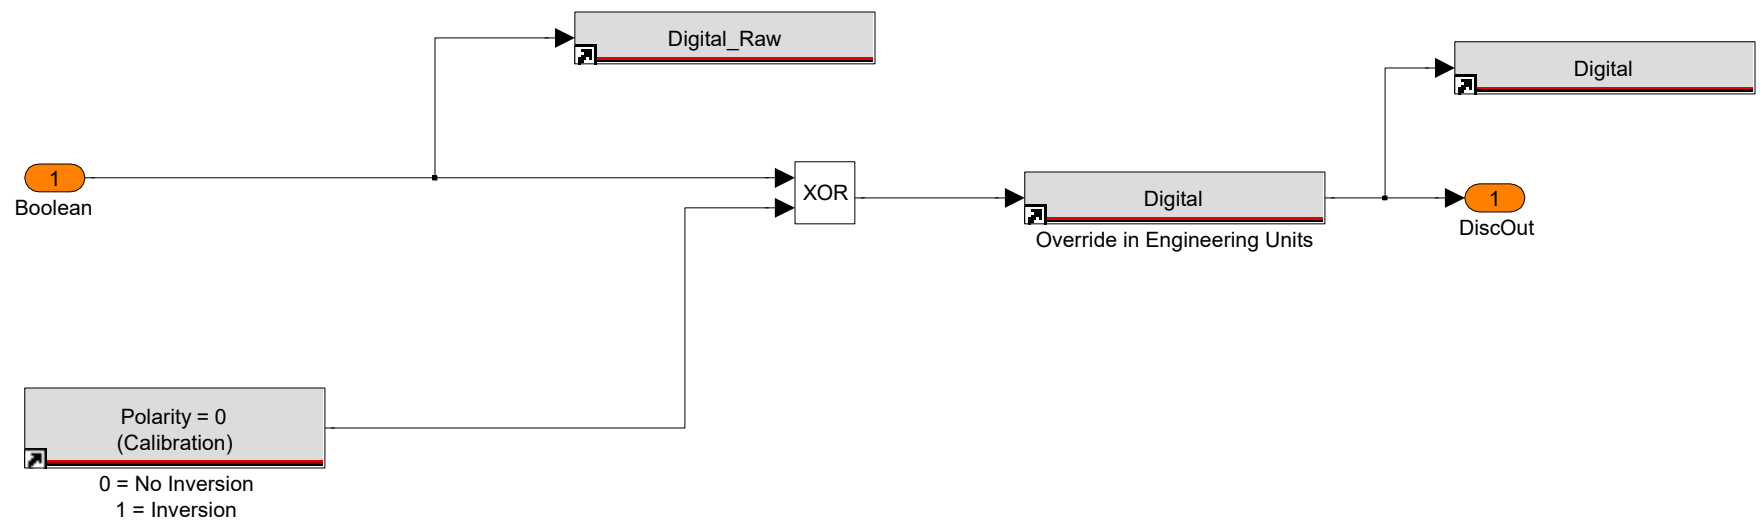 Digital_Raw
Digital
1
Boolean
XOR
Digital
Override in Engineering Units
1
DiscOut
Polarity = 0
(Calibration)
0 = No Inversion
1 = Inversion